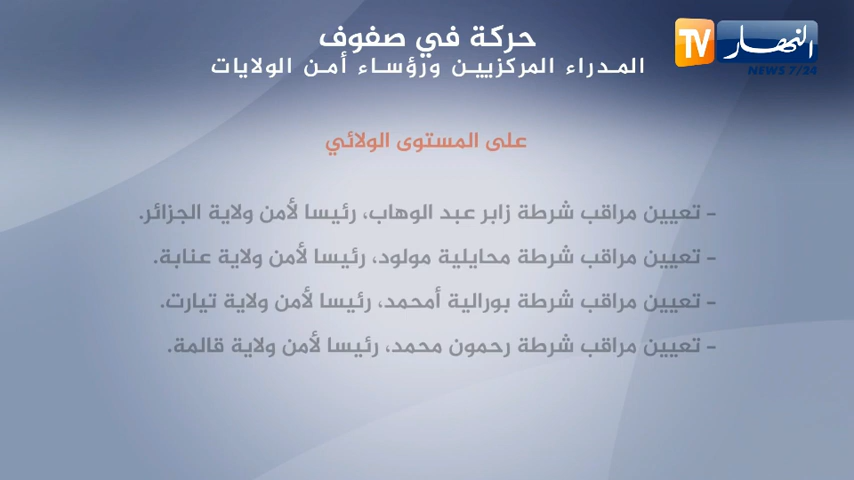 حركة في صفوف
المدراء المركزيين ورؤساء أمن الولايات
النهار TV
NEWS 7/24
على المستوى الولائي
- تعيين مراقب شرطة زابر عبد الوهاب، رئيسا لأمن ولاية الجزائر.
- تعيين مراقب شرطة محايلية مولود، رئيسا لأمن ولاية عنابة.
- تعيين مراقب شرطة بورالية أمحمد، رئيسا لأمن ولاية تيارت.
- تعيين مراقب شرطة رحمون محمد، رئيسا لأمن ولاية قالمة.